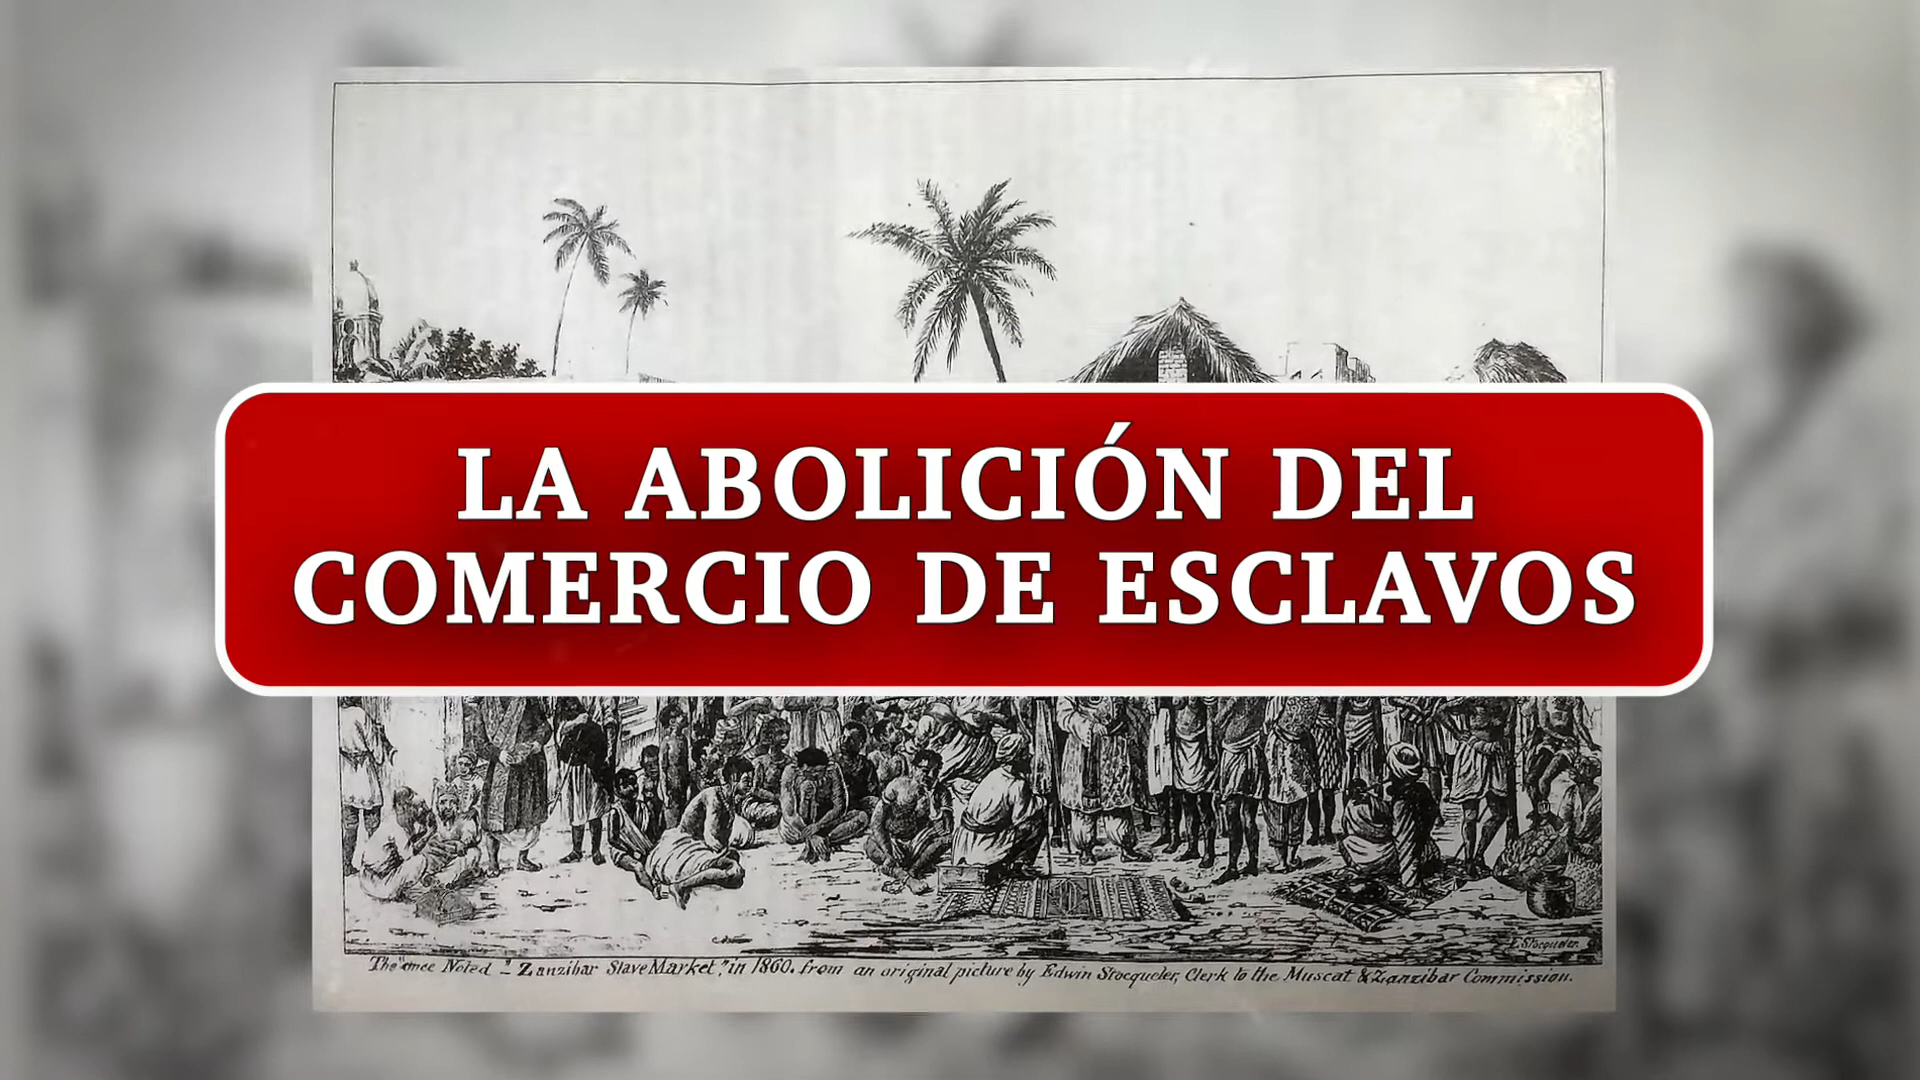 LA ABOLICIÓN DEL
COMERCIO DE ESCLAVOS
E. Stocqueler.
The "once Noted" Zanzibar Slave Market," in 1860. from an original picture by Edwin Stocqueler, Clerk to the Muscat & Zanzibar Commission.